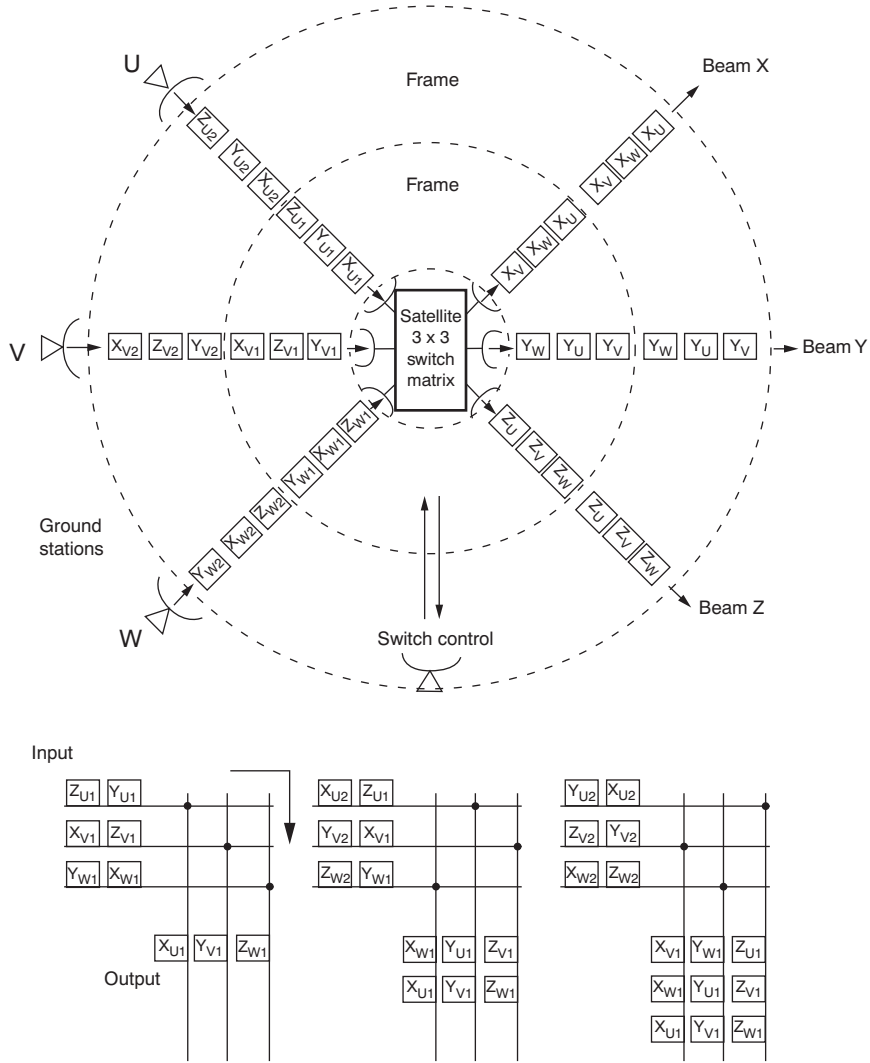 U
Frame
Beam X
Z_U2 Y_U2 X_U2 Z_U1 Y_U1 X_U1
Frame
X_V X_W X_U X_V X_W X_U
V
X_V2 Z_V2 Y_V2 X_V1 Z_V1 Y_V1
Satellite
3 x 3
switch
matrix
Y_W Y_U Y_V Y_W Y_U Y_V
Beam Y
Y_W2 X_W2 Z_W2 Y_W1 X_W1 Z_W1
Z_U Z_V Z_W Z_U Z_V Z_W
Ground
stations
W
Beam Z
Switch control
Input
Z_U1 Y_U1
X_V1 Z_V1
Y_W1 X_W1
X_U1 Y_V1 Z_W1
Output
X_U2 Z_U1
Y_V2 X_V1
Z_W2 Y_W1
X_W1 Y_U1 Z_V1
X_U1 Y_V1 Z_W1
Y_U2 X_U2
Z_V2 Y_V2
X_W2 Z_W2
X_V1 Y_W1 Z_U1
X_W1 Y_U1 Z_V1
X_U1 Y_V1 Z_W1